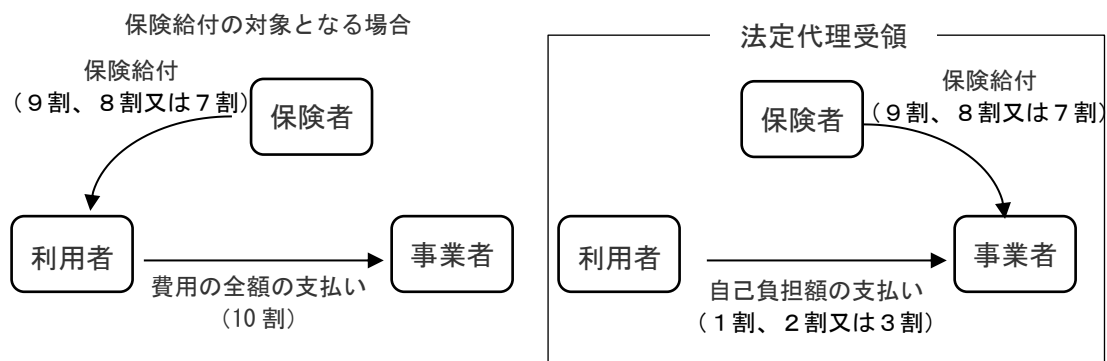 保険給付の対象となる場合
保険給付
（９割、８割又は７割）
保険者
利用者
事業者
費用の全額の支払い
（10 割）
法定代理受領
保険給付
（９割、８割又は７割）
保険者
利用者
事業者
自己負担額の支払い
（１割、２割又は３割）